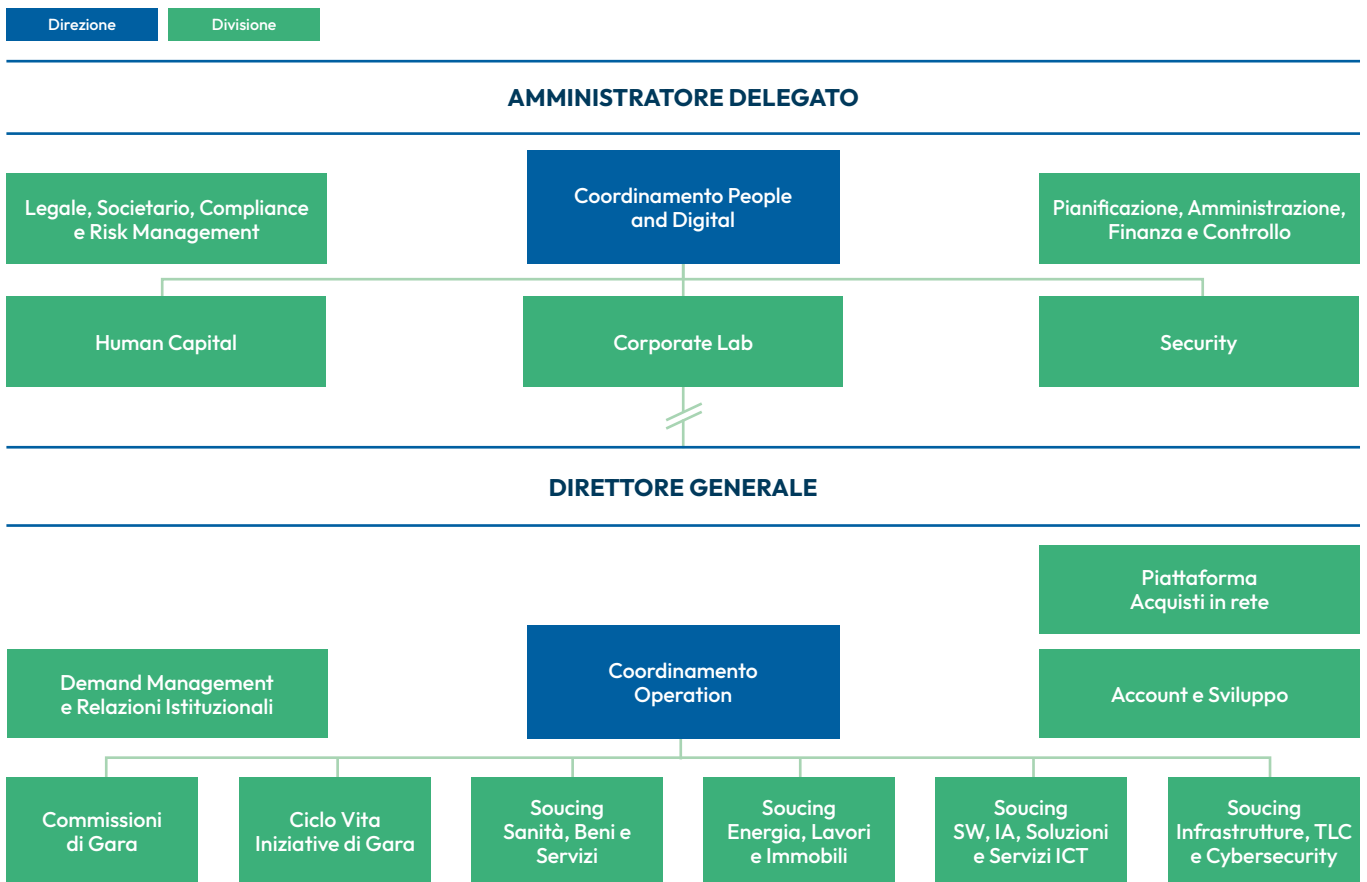 Direzione
Divisione
AMMINISTRATORE DELEGATO
Legale, Societario, Compliance
e Risk Management
Coordinamento People
and Digital
Pianificazione, Amministrazione,
Finanza e Controllo
Human Capital
Corporate Lab
Security
DIRETTORE GENERALE
Piattaforma
Acquisti in rete
Demand Management
e Relazioni Istituzionali
Coordinamento
Operation
Account e Sviluppo
Commissioni
di Gara
Ciclo Vita
Iniziative di Gara
Soucing
Sanità, Beni e
Servizi
Soucing
Energia, Lavori
e Immobili
Soucing
SW, IA, Soluzioni
e Servizi ICT
Soucing
Infrastrutture, TLC
e Cybersecurity